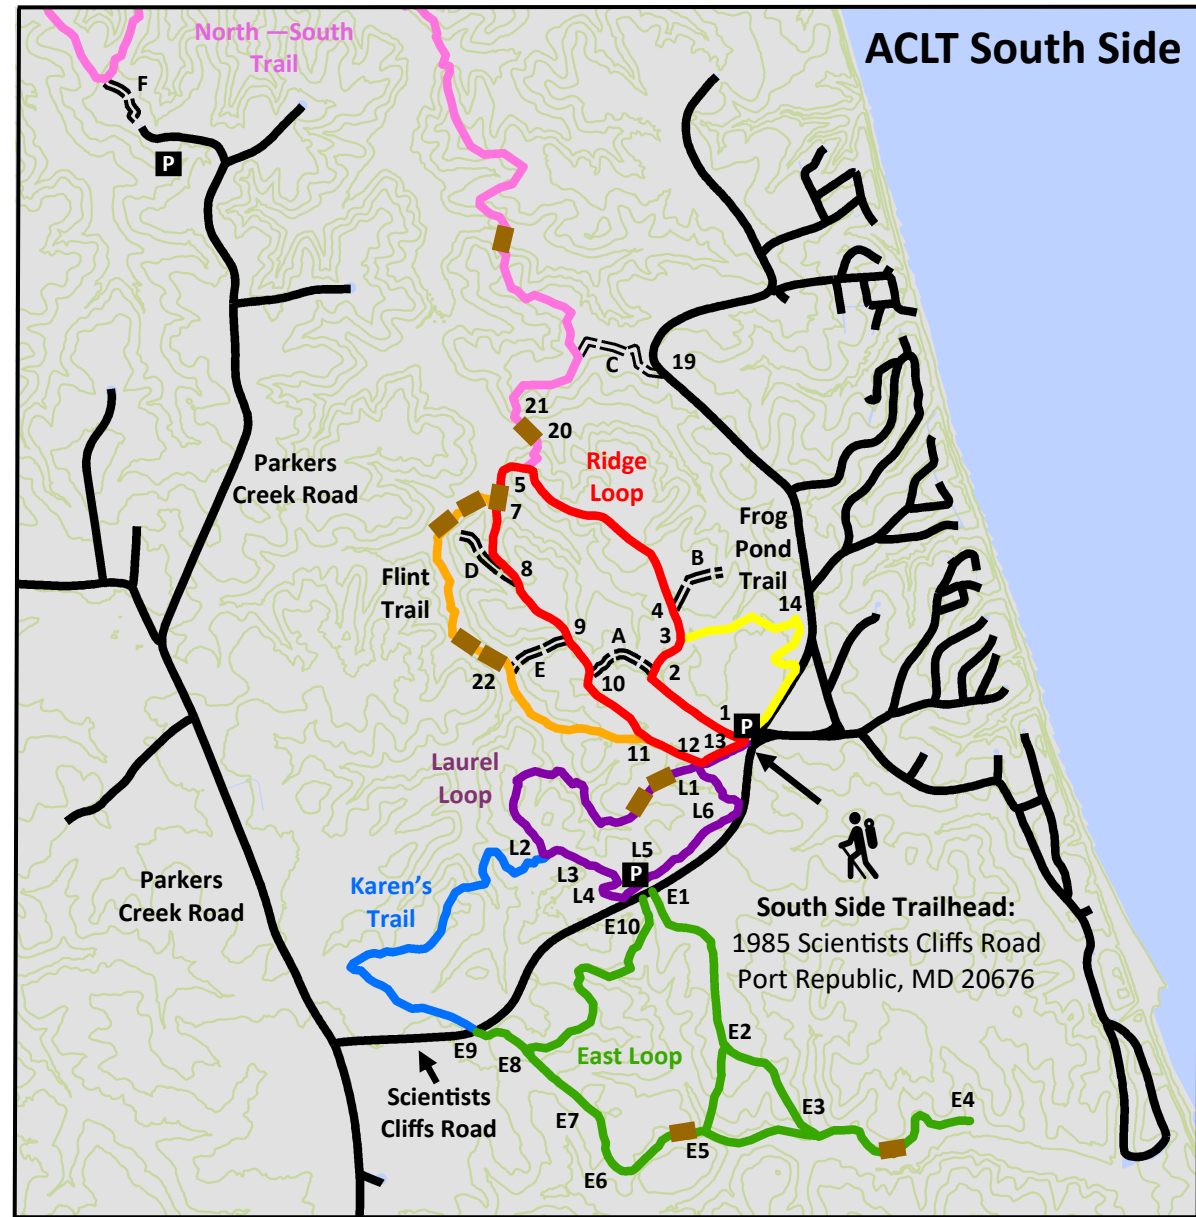 ACLT South Side
North —South
Trail
F
P
C
19
21
20
Ridge
Loop
5
7
Parkers
Creek Road
Frog
Pond
Trail
B
D
8
Flint
Trail
14
4
3
9
A
2
E
10
22
1
P
11
12
13
Laurel
Loop
L1
L6
L2
L3
L5
P
L4
E1
E10
Karen's
Trail
Parkers
Creek Road
South Side Trailhead:
1985 Scientists Cliffs Road
Port Republic, MD 20676
E2
E9
E8
East Loop
Scientists
Cliffs Road
E7
E3
E4
E5
E6